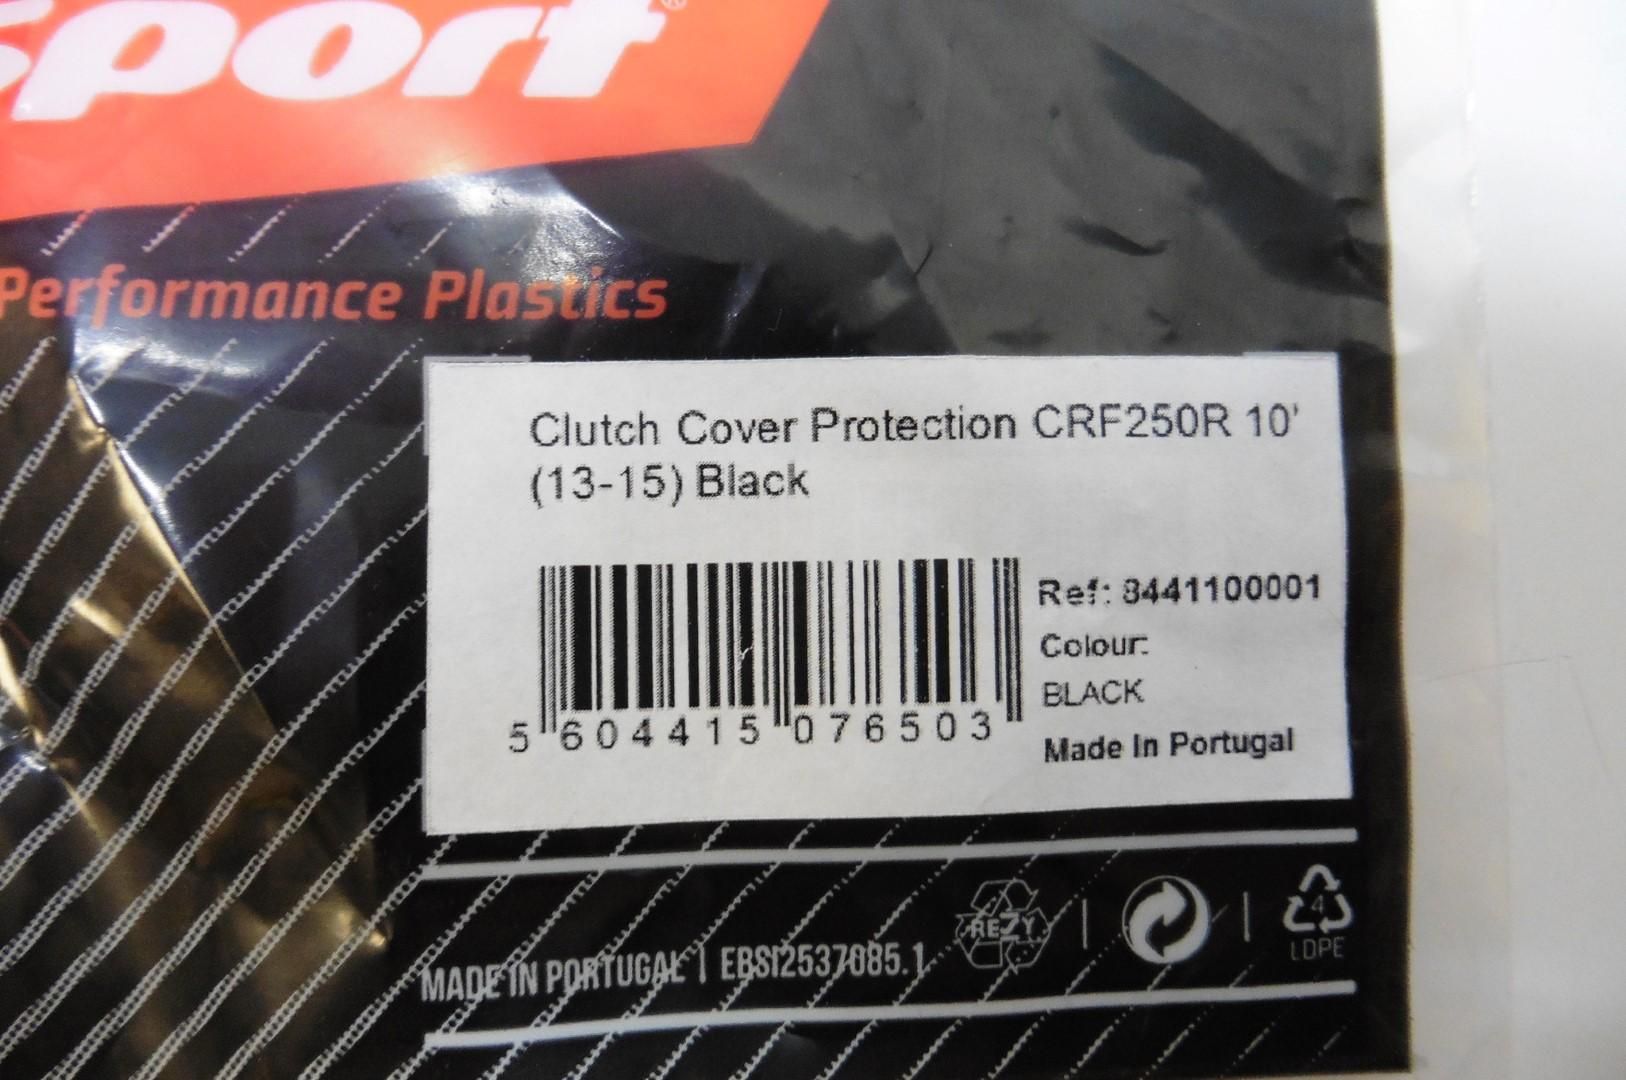 sport®
Performance Plastics
Clutch Cover Protection CRF250R 10'
(13-15) Black
Ref: 8441100001
Colour:
BLACK
Made In Portugal
5 604415 076503
MADE IN PORTUGAL | EBSI2537085.1
REZY
4
LDPE